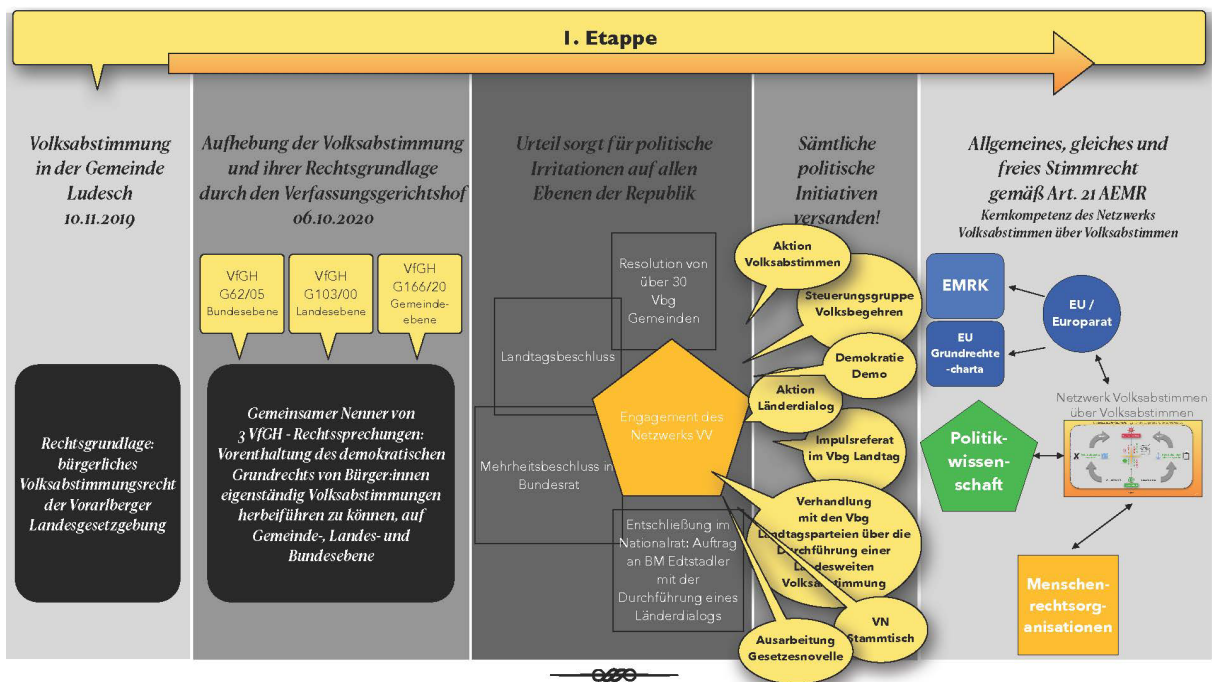 1. Etappe
Volksabstimmung
in der Gemeinde
Ludesch
10.11.2019
Rechtsgrundlage:
bürgerliches
Volksabstimmungsrecht
der Vorarlberger
Landesgesetzgebung
Aufhebung der Volksabstimmung
und ihrer Rechtsgrundlage
durch den Verfassungsgerichtshof
06.10.2020
VfGH
G62/05
Bundesebene
VfGH
G103/00
Landesebene
VfGH
G166/20
Gemeinde-
ebene
Gemeinsamer Nenner von
3 VfGH - Rechtssprechungen:
Vorenthaltung des demokratischen
Grundrechts von Bürger:innen
eigenständig Volksabstimmungen
herbeiführen zu können, auf
Gemeinde-, Landes- und
Bundesebene
Urteil sorgt für politische
Irritationen auf allen
Ebenen der Republik
Resolution von
über 30
Vbg
Gemeinden
Landtagsbeschluss
Engagement des
Netzwerks VV
Mehrheitsbeschluss in
Bundesrat
Entschließung im
Nationalrat: Auftrag
an BM Edtstadler
mit der
Durchführung eines
Länderdialogs
Sämtliche
politische
Initiativen
versanden!
Aktion
Volksabstimmen
Steuerungsgruppe
Volksbegehren
Demokratie
Demo
Aktion
Länderdialog
Impulsreferat
im Vbg Landtag
Verhandlung
mit den Vbg
Landtagsparteien über die
Durchführung einer
Landesweiten
Volksabstimmung
VN
Stammtisch
Ausarbeitung
Gesetzesnovelle
Allgemeines, gleiches und
freies Stimmrecht
gemäß Art. 21 AEMR
Kernkompetenz des Netzwerks
Volksabstimmen über Volksabstimmen
EMRK
EU /
Europarat
EU
Grundrechte
-charta
Netzwerk Volksabstimmen
über Volksabstimmen
Politik-
wissen-
schaft
Menschen-
rechtsorg-
anisationen